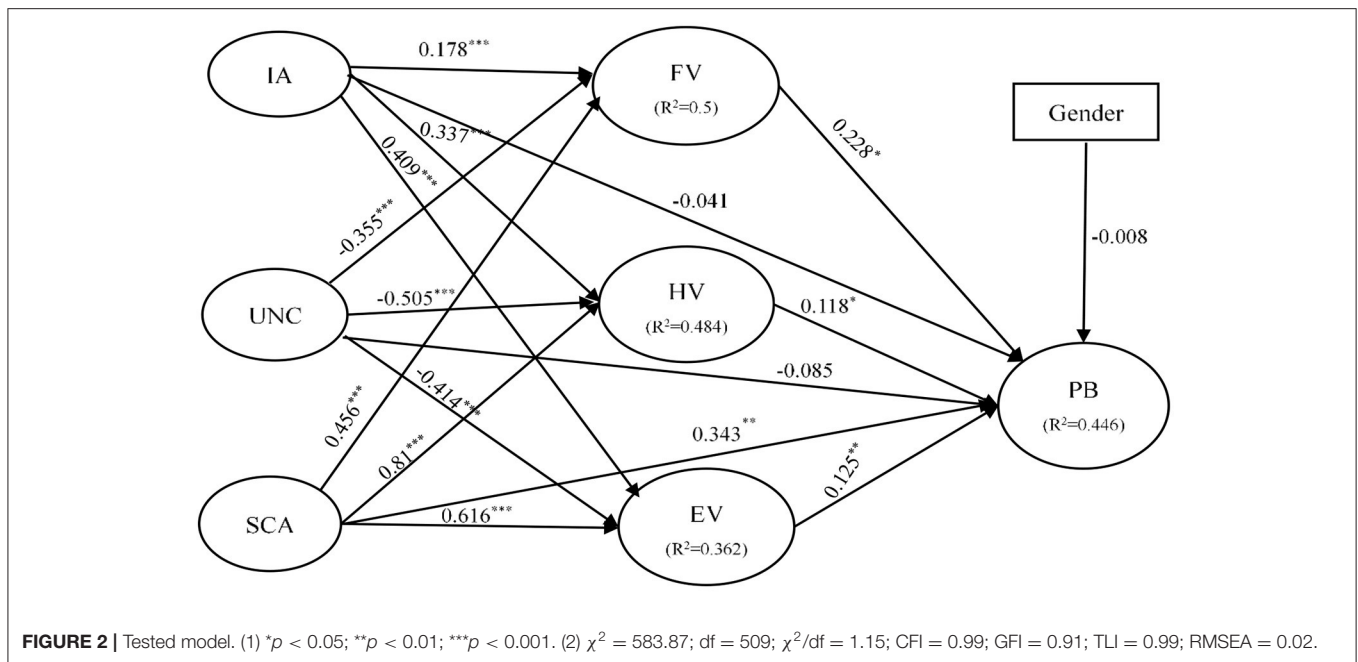 IA
0.178***
FV
(R²=0.5)
Gender
0.337***
0.409***
0.228*
-0.041
-0.355***
-0.008
UNC
-0.505***
HV
(R²=0.484)
0.118*
-0.085
PB
(R²=0.446)
-0.414***
0.456***
0.81***
0.343**
0.125**
SCA
0.616***
EV
(R²=0.362)
FIGURE 2 | Tested model. (1) *p < 0.05; **p < 0.01; ***p < 0.001. (2) χ² = 583.87; df = 509; χ²/df = 1.15; CFI = 0.99; GFI = 0.91; TLI = 0.99; RMSEA = 0.02.